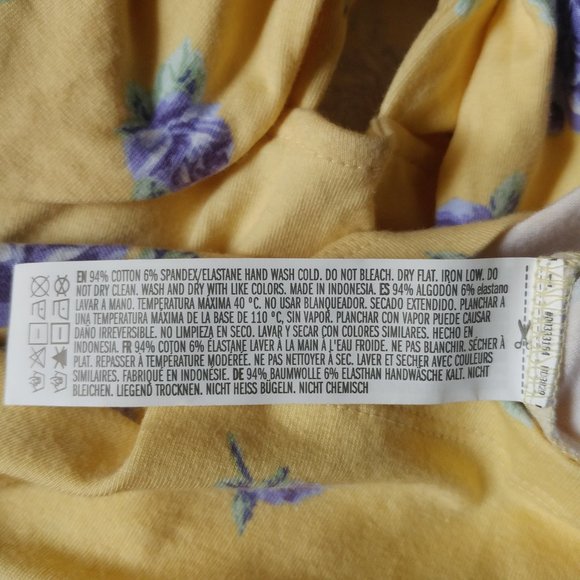 EN 94% COTTON 6% SPANDEX/ELASTANE HAND WASH COLD. DO NOT BLEACH. DRY FLAT. IRON LOW. DO
NOT DRY CLEAN. WASH AND DRY WITH LIKE COLORS. MADE IN INDONESIA. ES 94% ALGODÓN 6% elastano
LAVAR A MANO. TEMPERATURA MÁXIMA 40 °C. NO USAR BLANQUEADOR. SECADO EXTENDIDO. PLANCHAR A
UNA TEMPERATURA MÁXIMA DE LA BASE DE 110 °C, SIN VAPOR. PLANCHAR CON VAPOR PUEDE CAUSAR
DAÑO IRREVERSIBLE. NO LIMPIEZA EN SECO. LAVAR Y SECAR CON COLORES SIMILARES. HECHO EN
INDONESIA. FR 94% COTON 6% ÉLASTANE LAVER À LA MAIN À L'EAU FROIDE. NE PAS BLANCHIR. SÉCHER À
PLAT. REPASSER À TEMPÉRATURE MODÉRÉE. NE PAS NETTOYER À SEC. LAVER ET SÉCHER AVEC COULEURS
SIMILAIRES. FABRIQUÉ EN INDONÉSIE. DE 94% BAUMWOLLE 6% ELASTHAN HANDWÄSCHE KALT. NICHT
BLEICHEN. LIEGEND TROCKNEN. NICHT HEISS BÜGELN. NICHT CHEMISCH